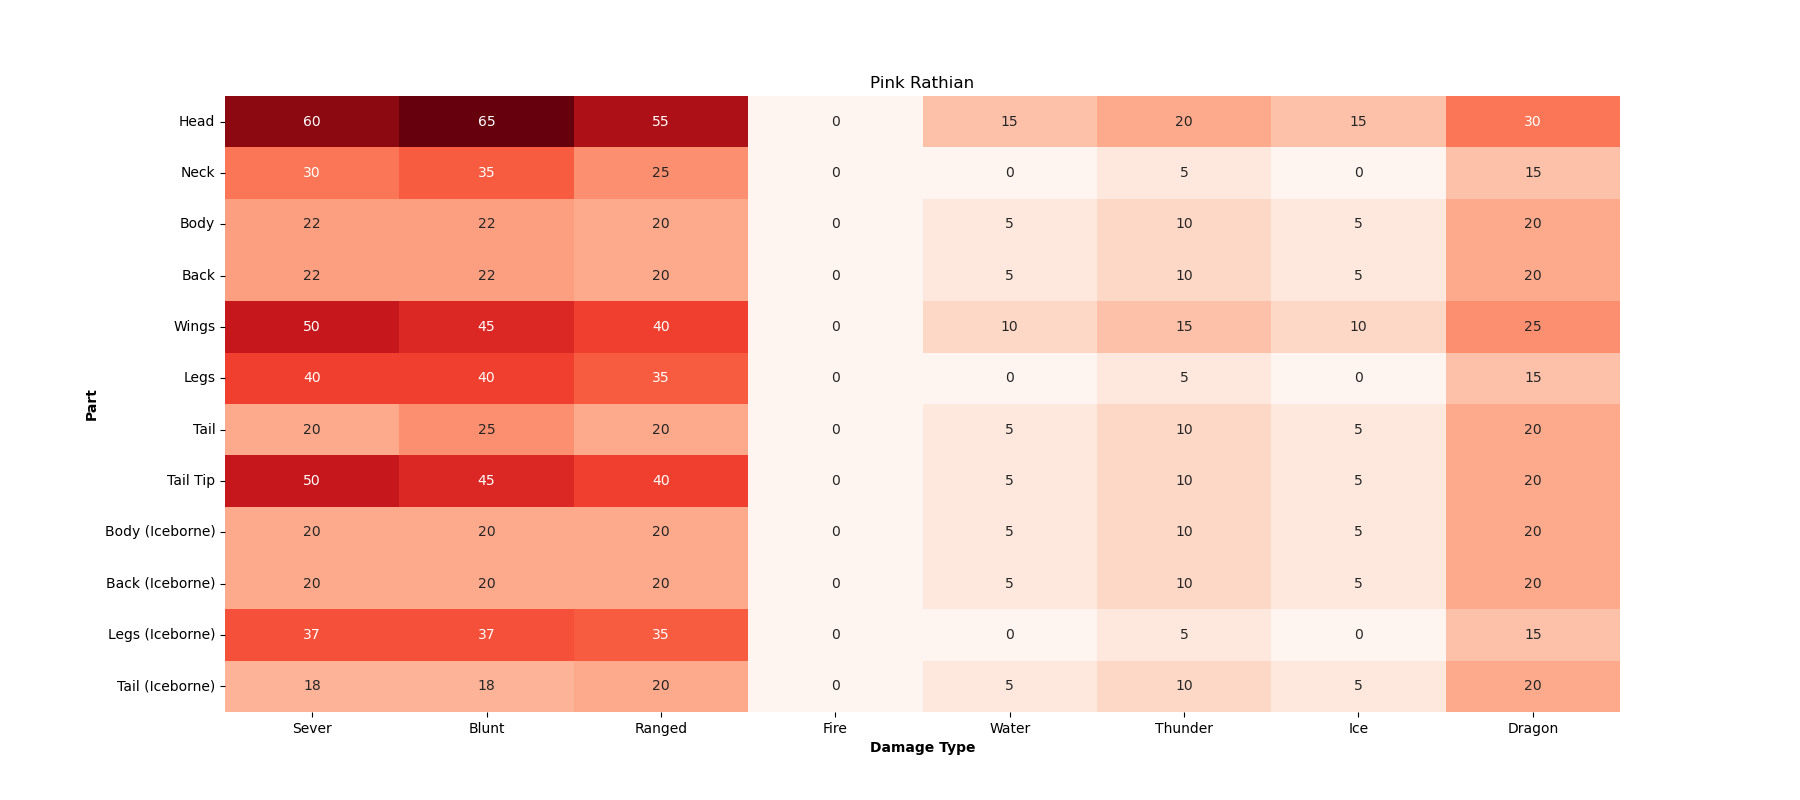 Pink Rathian
Head 60 65 55 0 15 20 15 30
Neck 30 35 25 0 0 5 0 15
Body 22 22 20 0 5 10 5 20
Back 22 22 20 0 5 10 5 20
Wings 50 45 40 0 10 15 10 25
Legs 40 40 35 0 0 5 0 15
Part
Tail 20 25 20 0 5 10 5 20
Tail Tip 50 45 40 0 5 10 5 20
Body (Iceborne) 20 20 20 0 5 10 5 20
Back (Iceborne) 20 20 20 0 5 10 5 20
Legs (Iceborne) 37 37 35 0 0 5 0 15
Tail (Iceborne) 18 18 20 0 5 10 5 20
Sever Blunt Ranged Fire Water Thunder Ice Dragon
Damage Type